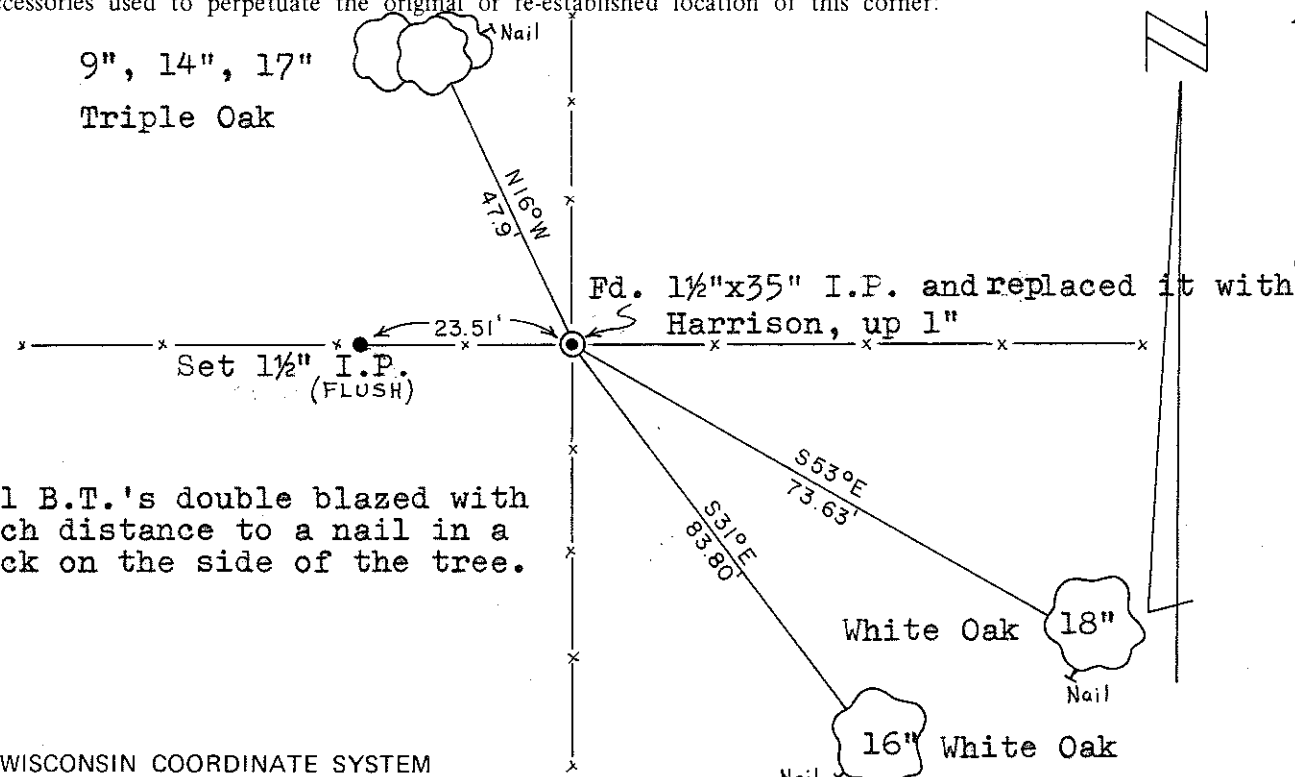 ccessories used to perpetuate the original or re-established location of this corner:
Nail
9", 14", 17"
Triple Oak
N16°W
47.9'
Fd. 1½"x35" I.P. and replaced it with
Harrison, up 1"
23.51'
Set 1½" I.P.
(FLUSH)
S53°E
73.63'
S31°E
83.80'
l B.T.'s double blazed with
ch distance to a nail in a
ck on the side of the tree.
White Oak 18"
Nail
16" White Oak
Nail
WISCONSIN COORDINATE SYSTEM